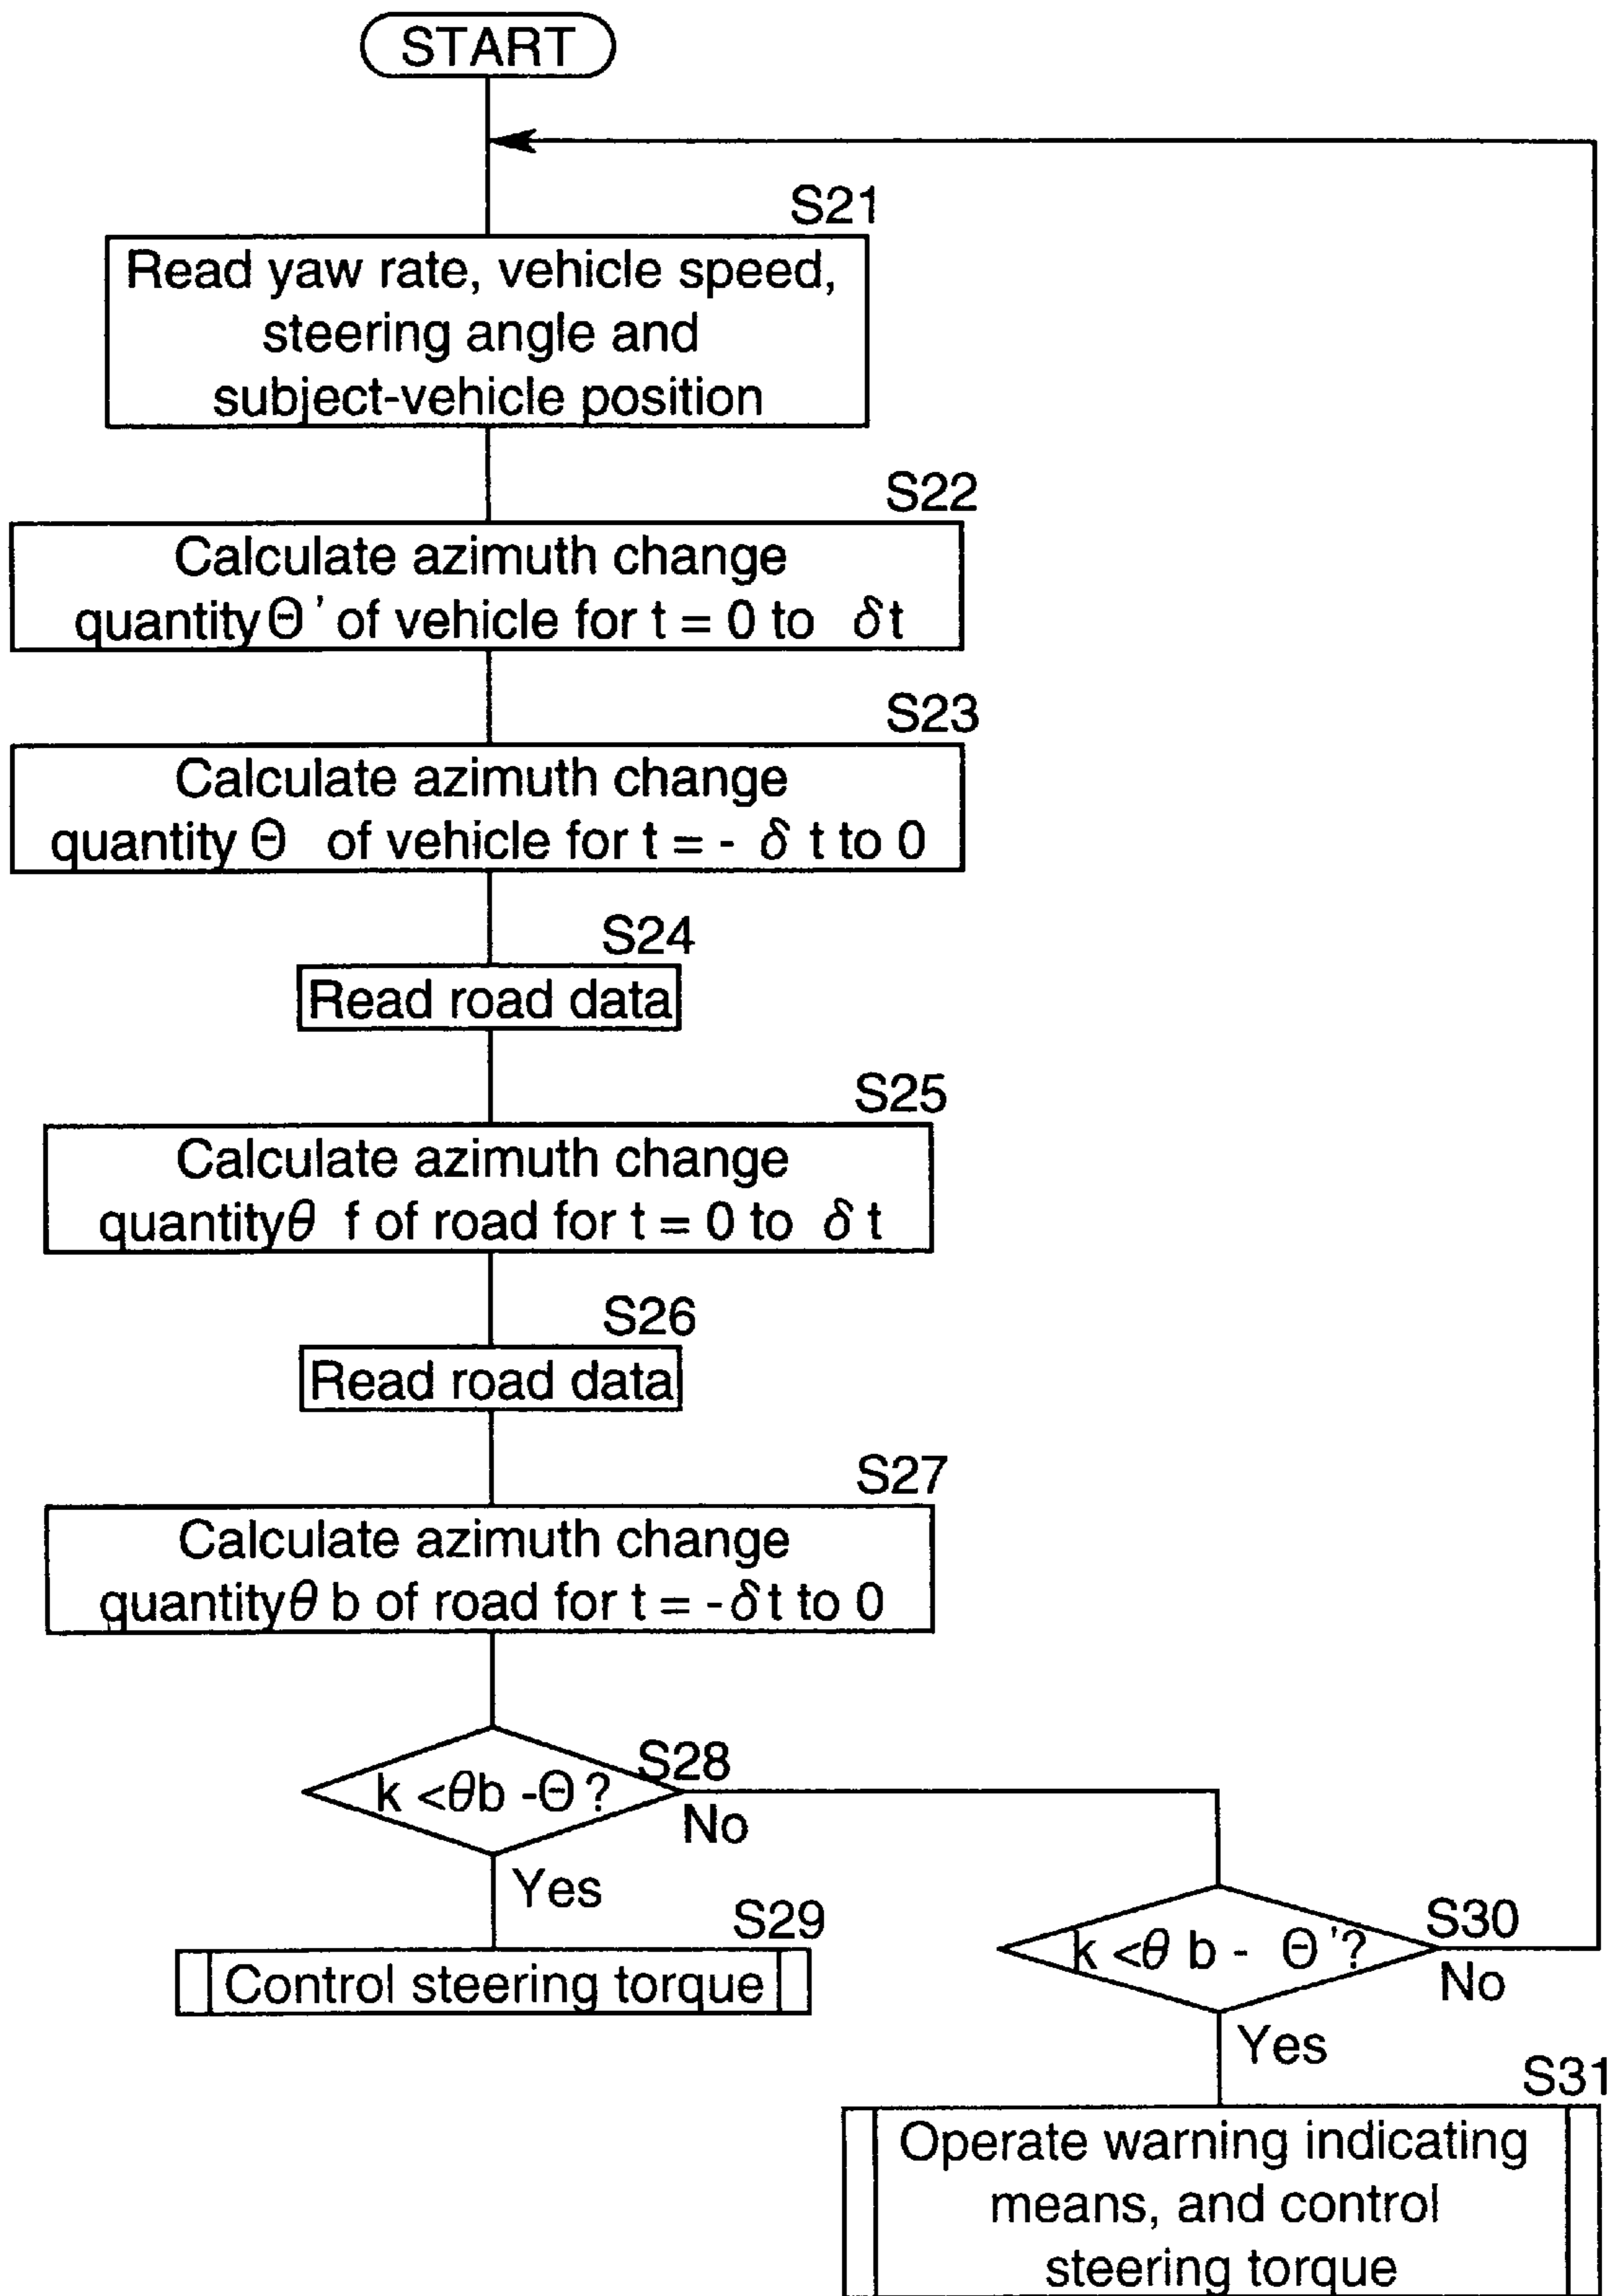 START
S21
Read yaw rate, vehicle speed,
steering angle and
subject-vehicle position
S22
Calculate azimuth change
quantity Θ' of vehicle for t = 0 to δt
S23
Calculate azimuth change
quantity Θ of vehicle for t = - δ t to 0
S24
Read road data
S25
Calculate azimuth change
quantity θ f of road for t = 0 to δ t
S26
Read road data
S27
Calculate azimuth change
quantity θ b of road for t = -δt to 0
S28
k <θb -Θ?
No
Yes
S29
Control steering torque
S30
k <θ b - Θ'?
No
Yes
S31
Operate warning indicating
means, and control
steering torque